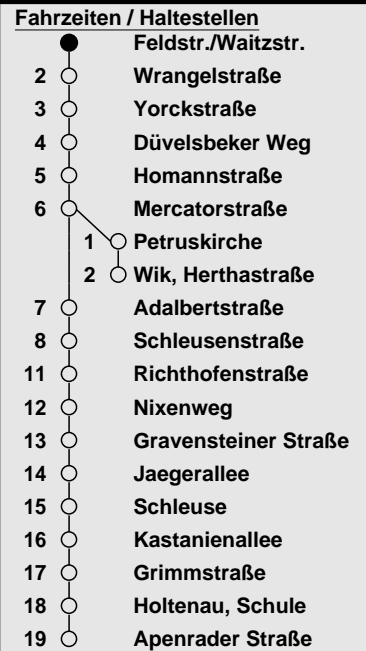 Fahrzeiten / Haltestellen
Feldstr./Waitzstr.
2 Wrangelstraße
3 Yorckstraße
4 Düvelsbeker Weg
5 Homannstraße
6 Mercatorstraße
1 Petruskirche
2 Wik, Herthastraße
7 Adalbertstraße
8 Schleusenstraße
11 Richthofenstraße
12 Nixenweg
13 Gravensteiner Straße
14 Jaegerallee
15 Schleuse
16 Kastanienallee
17 Grimmstraße
18 Holtenau, Schule
19 Apenrader Straße